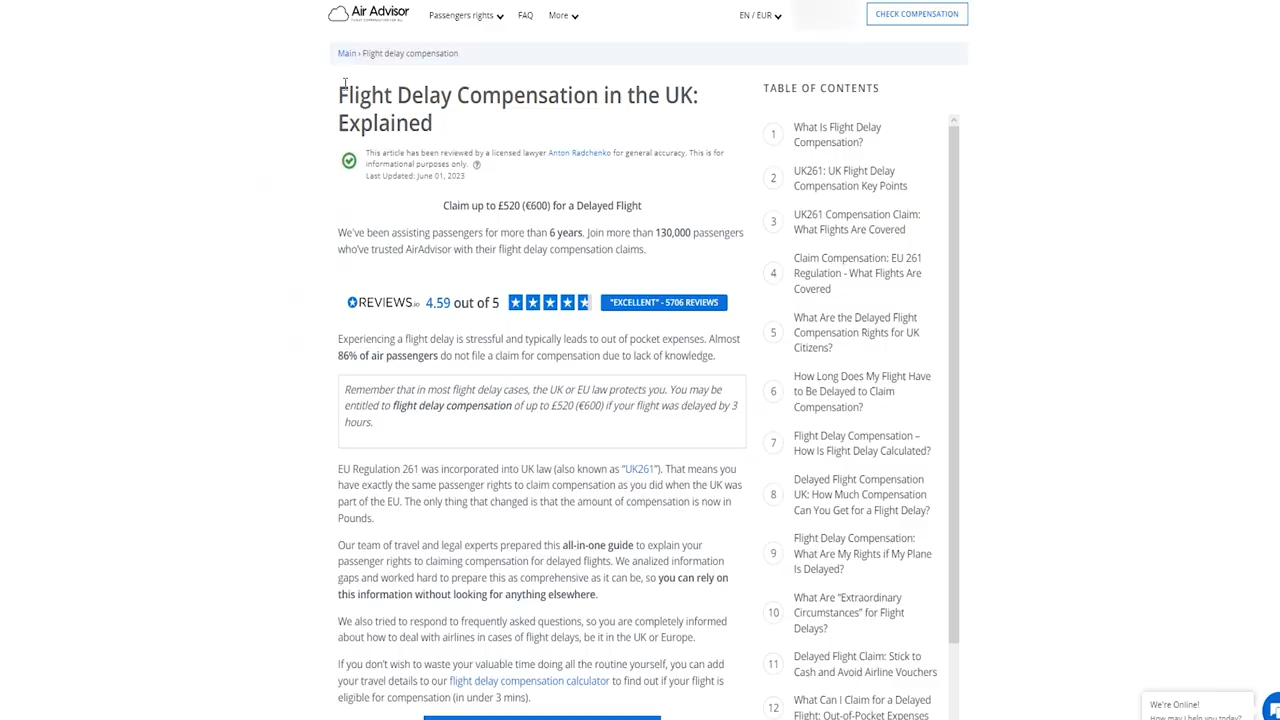 Air Advisor
FLIGHT COMPENSATION FOR ALL
Passengers rights
FAQ
More
EN / EUR
CHECK COMPENSATION
Main › Flight delay compensation
Flight Delay Compensation in the UK:
Explained
This article has been reviewed by a licensed lawyer Anton Radchenko for general accuracy. This is for
informational purposes only. ?
Last Updated: June 01, 2023
Claim up to £520 (€600) for a Delayed Flight
We've been assisting passengers for more than 6 years. Join more than 130,000 passengers
who've trusted AirAdvisor with their flight delay compensation claims.
REVIEWS.io 4.59 out of 5 "EXCELLENT" - 5706 REVIEWS
Experiencing a flight delay is stressful and typically leads to out of pocket expenses. Almost
86% of air passengers do not file a claim for compensation due to lack of knowledge.
Remember that in most flight delay cases, the UK or EU law protects you. You may be
entitled to flight delay compensation of up to £520 (€600) if your flight was delayed by 3
hours.
EU Regulation 261 was incorporated into UK law (also known as “UK261”). That means you
have exactly the same passenger rights to claim compensation as you did when the UK was
part of the EU. The only thing that changed is that the amount of compensation is now in
Pounds.
Our team of travel and legal experts prepared this all-in-one guide to explain your
passenger rights to claiming compensation for delayed flights. We analized information
gaps and worked hard to prepare this as comprehensive as it can be, so you can rely on
this information without looking for anything elsewhere.
We also tried to respond to frequently asked questions, so you are completely informed
about how to deal with airlines in cases of flight delays, be it in the UK or Europe.
If you don’t wish to waste your valuable time doing all the routine yourself, you can add
your travel details to our flight delay compensation calculator to find out if your flight is
eligible for compensation (in under 3 mins).
TABLE OF CONTENTS
1 What Is Flight Delay
Compensation?
2 UK261: UK Flight Delay
Compensation Key Points
3 UK261 Compensation Claim:
What Flights Are Covered
4 Claim Compensation: EU 261
Regulation - What Flights Are
Covered
5 What Are the Delayed Flight
Compensation Rights for UK
Citizens?
6 How Long Does My Flight Have
to Be Delayed to Claim
Compensation?
7 Flight Delay Compensation –
How Is Flight Delay Calculated?
8 Delayed Flight Compensation
UK: How Much Compensation
Can You Get for a Flight Delay?
9 Flight Delay Compensation:
What Are My Rights if My Plane
Is Delayed?
10 What Are “Extraordinary
Circumstances” for Flight
Delays?
11 Delayed Flight Claim: Stick to
Cash and Avoid Airline Vouchers
12 What Can I Claim for a Delayed
Flight: Out-of-Pocket Expenses
We're Online!
How may I help you today?